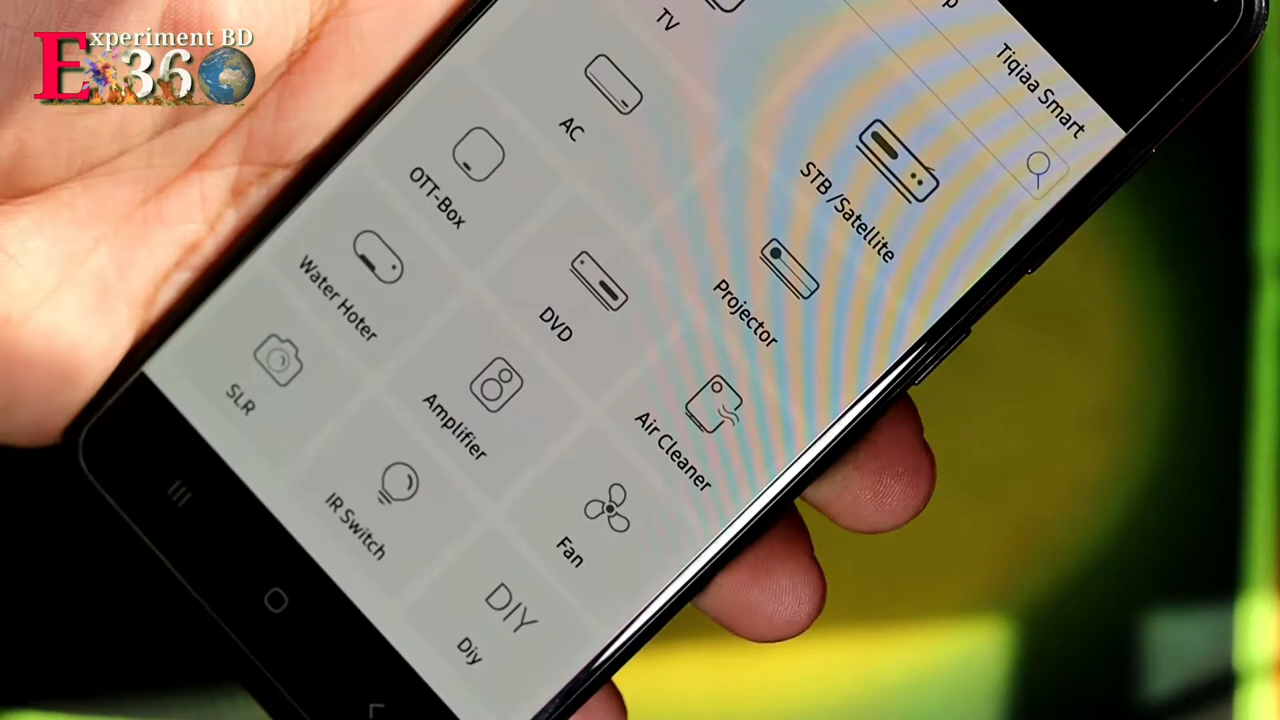 Experiment BD
360
p
Tiqiaa Smart
TV
STB /Satellite
AC
OTT-Box
DVD
Projector
Water Hoter
Amplifier
Air Cleaner
SLR
IR Switch
Fan
DIY
Diy